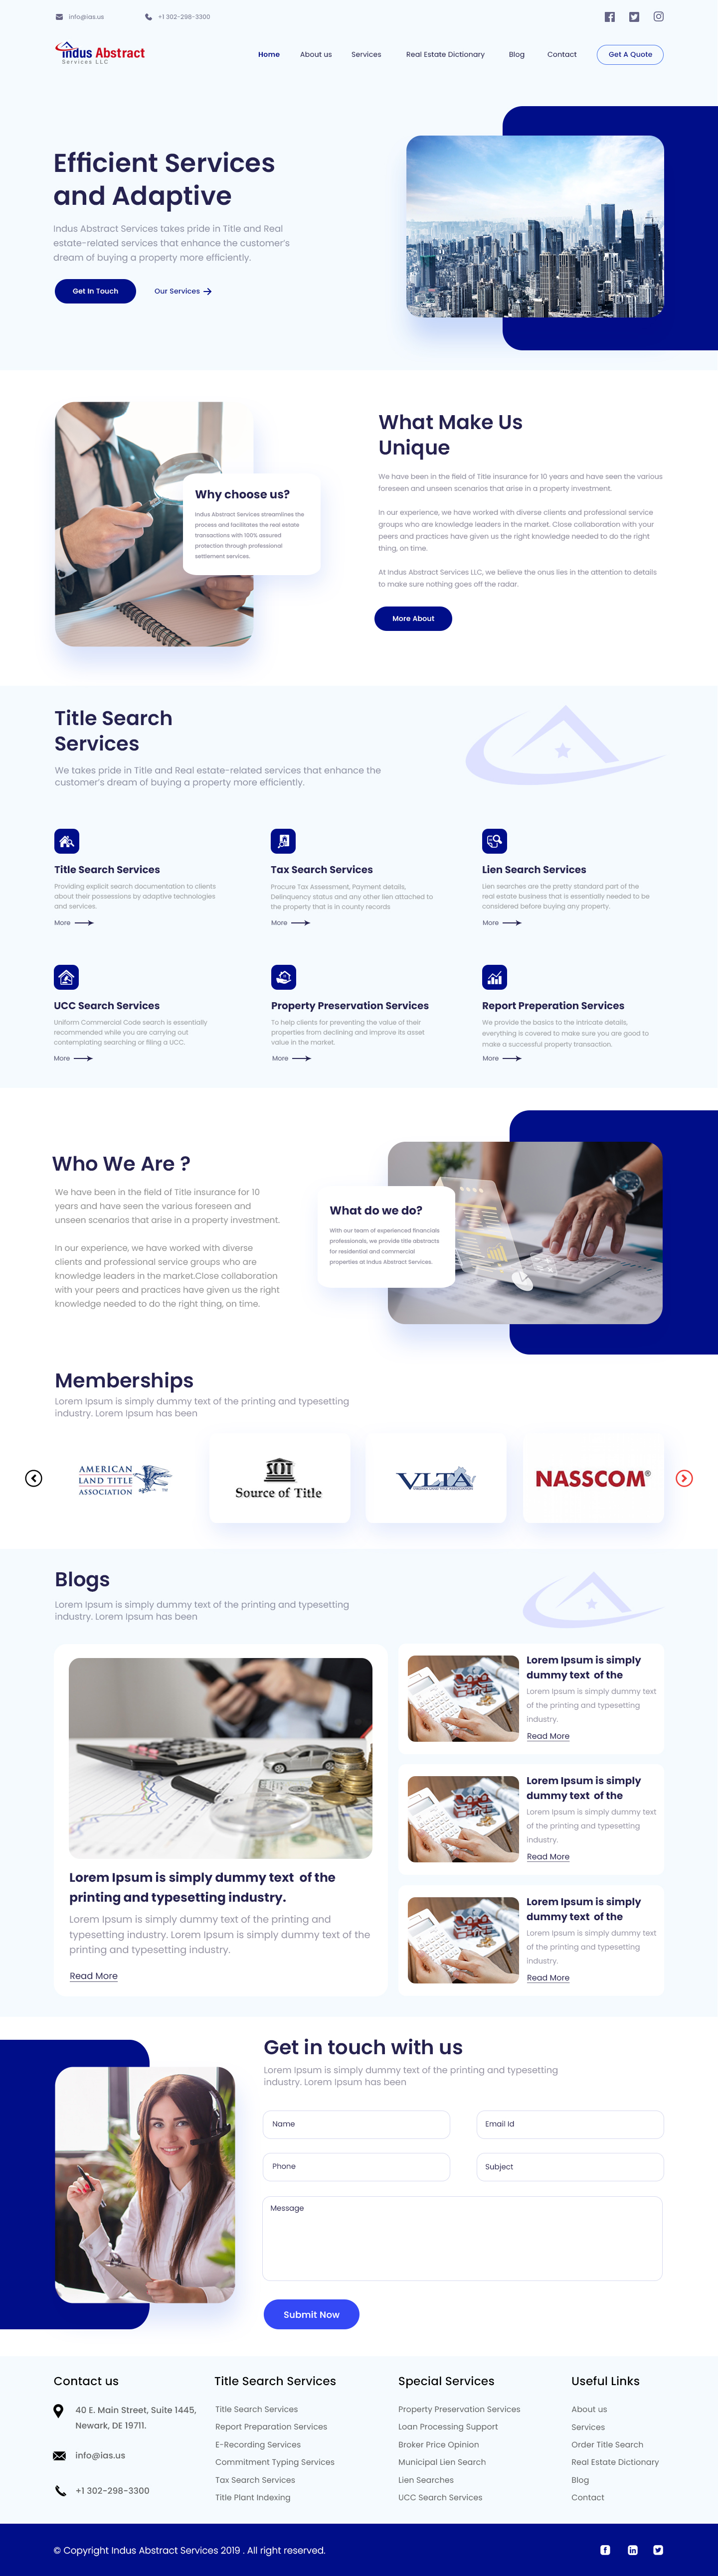 info@ias.us
+1 302-298-3300
Indus Abstract
Services LLC
Home
About us
Services
Real Estate Dictionary
Blog
Contact
Get A Quote
Efficient Services
and Adaptive
Indus Abstract Services takes pride in Title and Real
estate-related services that enhance the customer's
dream of buying a property more efficiently.
Get In Touch
Our Services
What Make Us
Unique
We have been in the field of Title insurance for 10 years and have seen the various
foreseen and unseen scenarios that arise in a property investment.
In our experience, we have worked with diverse clients and professional service
groups who are knowledge leaders in the market. Close collaboration with your
peers and practices have given us the right knowledge needed to do the right
thing, on time.
At Indus Abstract Services LLC, we believe the onus lies in the attention to details
to make sure nothing goes off the radar.
More About
Why choose us?
Indus Abstract Services streamlines the
process and facilitates the real estate
transactions with 100% assured
protection through professional
settlement services.
Title Search
Services
We takes pride in Title and Real estate-related services that enhance the
customer's dream of buying a property more efficiently.
Title Search Services
Providing explicit search documentation to clients
about their possessions by adaptive technologies
and services.
More
Tax Search Services
Procure Tax Assessment, Payment details,
Delinquency status and any other lien attached to
the property that is in county records
More
Lien Search Services
Lien searches are the pretty standard part of the
real estate business that is essentially needed to be
considered before buying any property.
More
UCC Search Services
Uniform Commercial Code search is essentially
recommended while you are carrying out
contemplating searching or filing a UCC.
More
Property Preservation Services
To help clients for preventing the value of their
properties from declining and improve its asset
value in the market.
More
Report Preperation Services
We provide the basics to the intricate details,
everything is covered to make sure you are good to
make a successful property transaction.
More
Who We Are ?
We have been in the field of Title insurance for 10
years and have seen the various foreseen and
unseen scenarios that arise in a property investment.
In our experience, we have worked with diverse
clients and professional service groups who are
knowledge leaders in the market.Close collaboration
with your peers and practices have given us the right
knowledge needed to do the right thing, on time.
What do we do?
With our team of experienced financials
professionals, we provide title abstracts
for residential and commercial
properties at Indus Abstract Services.
Memberships
Lorem Ipsum is simply dummy text of the printing and typesetting
industry. Lorem Ipsum has been
AMERICAN
LAND TITLE
ASSOCIATION
SOT
Source of Title
VLTA
VIRGINIA LAND TITLE ASSOCIATION
NASSCOM®
Blogs
Lorem Ipsum is simply dummy text of the printing and typesetting
industry. Lorem Ipsum has been
Lorem Ipsum is simply dummy text of the
printing and typesetting industry.
Lorem Ipsum is simply dummy text of the printing and
typesetting industry. Lorem Ipsum is simply dummy text of the
printing and typesetting industry.
Read More
Lorem Ipsum is simply
dummy text of the
Lorem Ipsum is simply dummy text
of the printing and typesetting
industry.
Read More
Lorem Ipsum is simply
dummy text of the
Lorem Ipsum is simply dummy text
of the printing and typesetting
industry.
Read More
Lorem Ipsum is simply
dummy text of the
Lorem Ipsum is simply dummy text
of the printing and typesetting
industry.
Read More
Get in touch with us
Lorem Ipsum is simply dummy text of the printing and typesetting
industry. Lorem Ipsum has been
Name
Email Id
Phone
Subject
Message
Submit Now
Contact us
40 E. Main Street, Suite 1445,
Newark, DE 19711.
info@ias.us
+1 302-298-3300
Title Search Services
Title Search Services
Report Preparation Services
E-Recording Services
Commitment Typing Services
Tax Search Services
Title Plant Indexing
Special Services
Property Preservation Services
Loan Processing Support
Broker Price Opinion
Municipal Lien Search
Lien Searches
UCC Search Services
Useful Links
About us
Services
Order Title Search
Real Estate Dictionary
Blog
Contact
© Copyright Indus Abstract Services 2019 . All right reserved.